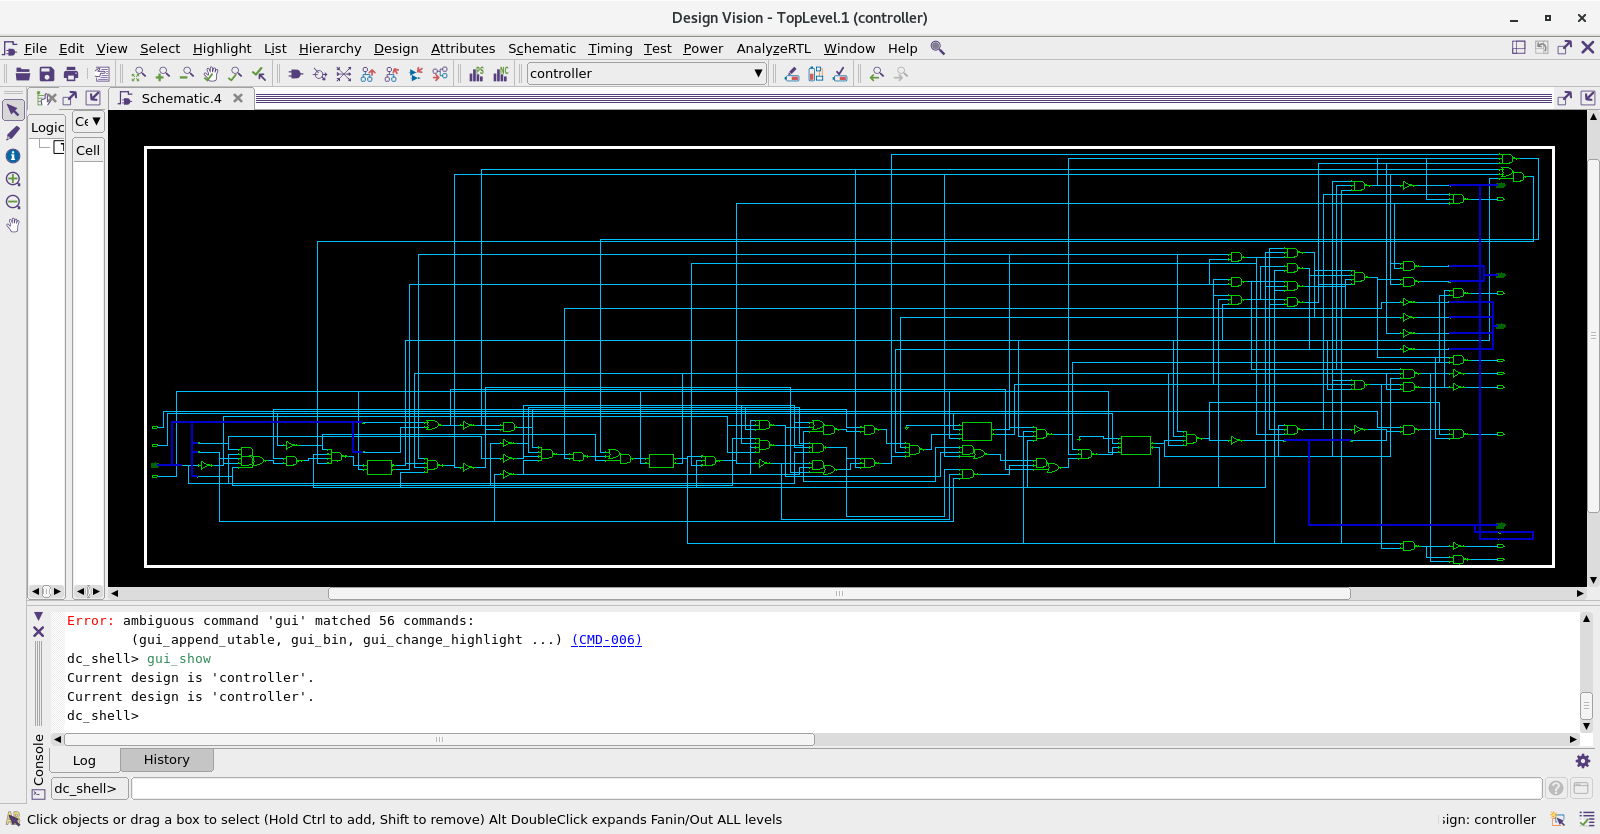 Design Vision - TopLevel.1 (controller)
File Edit View Select Highlight List Hierarchy Design Attributes Schematic Timing Test Power AnalyzeRTL Window Help
controller
Schematic.4
Logic
Cell
Error: ambiguous command 'gui' matched 56 commands:
(gui_append_utable, gui_bin, gui_change_highlight ...) (CMD-006)
dc_shell> gui_show
Current design is 'controller'.
Current design is 'controller'.
dc_shell>
Console
Log History
dc_shell>
Click objects or drag a box to select (Hold Ctrl to add, Shift to remove) Alt DoubleClick expands Fanin/Out ALL levels
sign: controller